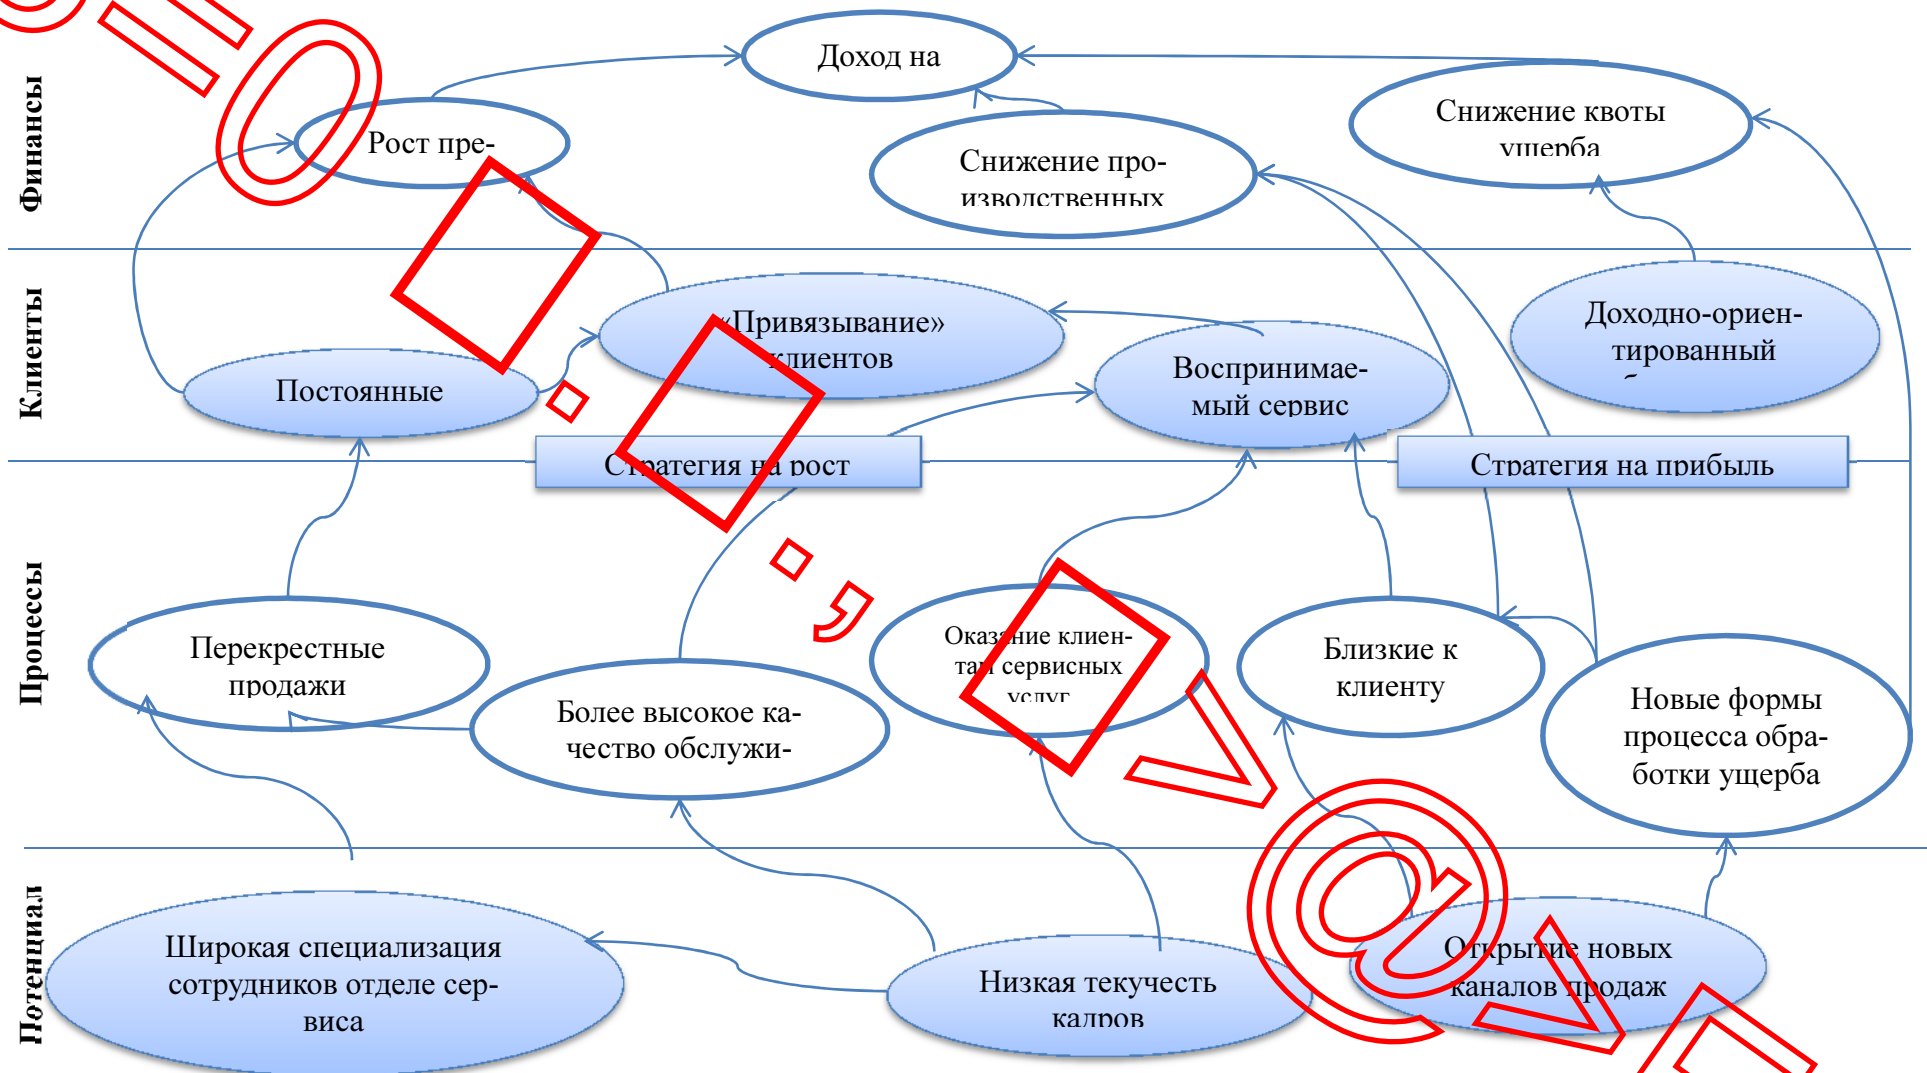 Финансы
Доход на
Рост пре-
Снижение про-
изводственных
Снижение квоты
ущерба
Клиенты
Постоянные
«Привязывание»
клиентов
Воспринимае-
мый сервис
Доходно-ориен-
тированный
Стратегия на рост
Стратегия на прибыль
Процессы
Перекрестные
продажи
Более высокое ка-
чество обслужи-
Оказание клиен-
там сервисных
услуг
Близкие к
клиенту
Новые формы
процесса обра-
ботки ущерба
Потенциал
Широкая специализация
сотрудников отделе сер-
виса
Низкая текучесть
кадров
Открытие новых
каналов продаж